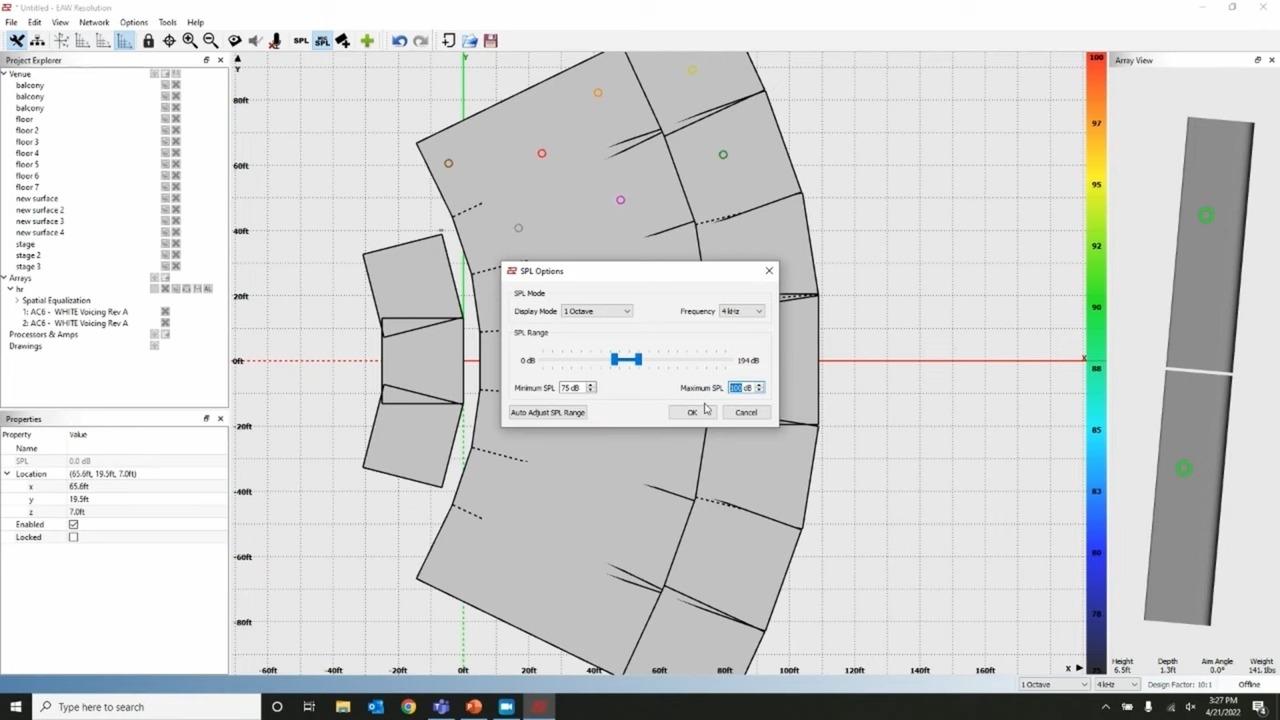 * Untitled - EAW Resolution
File Edit View Network Options Tools Help
SPL MIC SPL
Project Explorer
Venue
balcony
balcony
balcony
floor
floor 2
floor 3
floor 4
floor 5
floor 6
floor 7
new surface
new surface 2
new surface 3
new surface 4
stage
stage 2
stage 3
Arrays
hr
Spatial Equalization
1: AC6 - WHITE Voicing Rev A
2: AC6 - WHITE Voicing Rev A
Processors & Amps
Drawings
Properties
Property Value
Name
SPL 0.0 dB
Location (65.6ft, 19.5ft, 7.0ft)
x 65.6ft
y 19.5ft
z 7.0ft
Enabled
Locked
Y
Y
80ft
60ft
40ft
20ft
0ft
-40ft
-60ft
-80ft
-60ft -40ft -20ft 0ft 20ft 40ft 60ft 80ft 100ft 120ft 140ft 160ft X
X
SPL Options
SPL Mode
Display Mode 1 Octave Frequency 4 kHz
SPL Range
0 dB 194 dB
Minimum SPL 75 dB Maximum SPL 100 dB
Auto Adjust SPL Range OK Cancel
100
97
95
92
90
88
85
83
80
78
Array View
Height Depth Aim Angle Weight
6.5ft 1.3ft 0.0° 141.1lbs
1 Octave 4 kHz Design Factor: 10:1 Offline
Type here to search
3:27 PM
4/21/2022